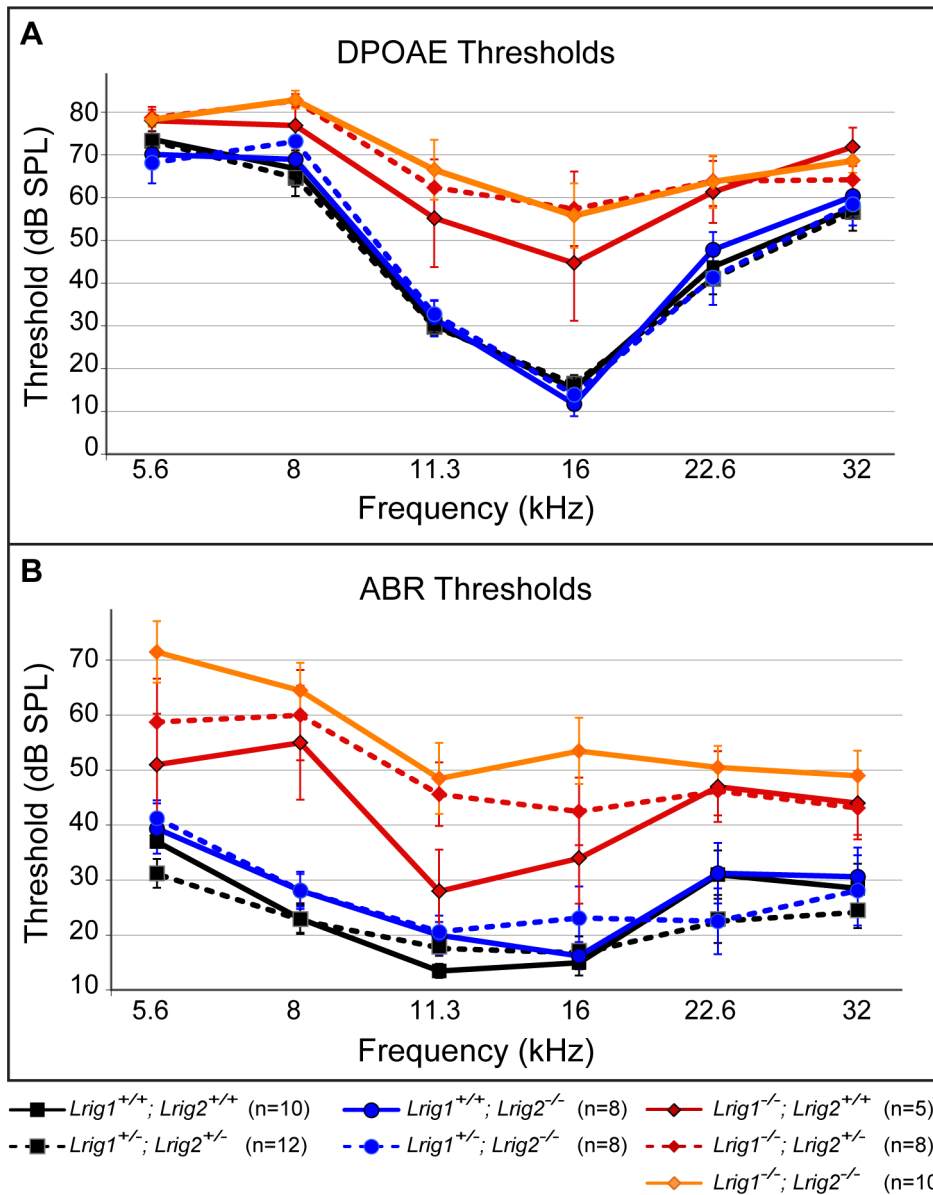 A
DPOAE Thresholds
Threshold (dB SPL)
80
70
60
50
40
30
20
10
0
5.6 8 11.3 16 22.6 32
Frequency (kHz)
B
ABR Thresholds
Threshold (dB SPL)
70
60
50
40
30
20
10
5.6 8 11.3 16 22.6 32
Frequency (kHz)
Lrig1+/+; Lrig2+/+ (n=10) Lrig1+/+; Lrig2-/- (n=8) Lrig1-/-; Lrig2+/+ (n=5)
Lrig1+/-; Lrig2+/- (n=12) Lrig1+/-; Lrig2-/- (n=8) Lrig1-/-; Lrig2+/- (n=8)
Lrig1-/-; Lrig2-/- (n=10